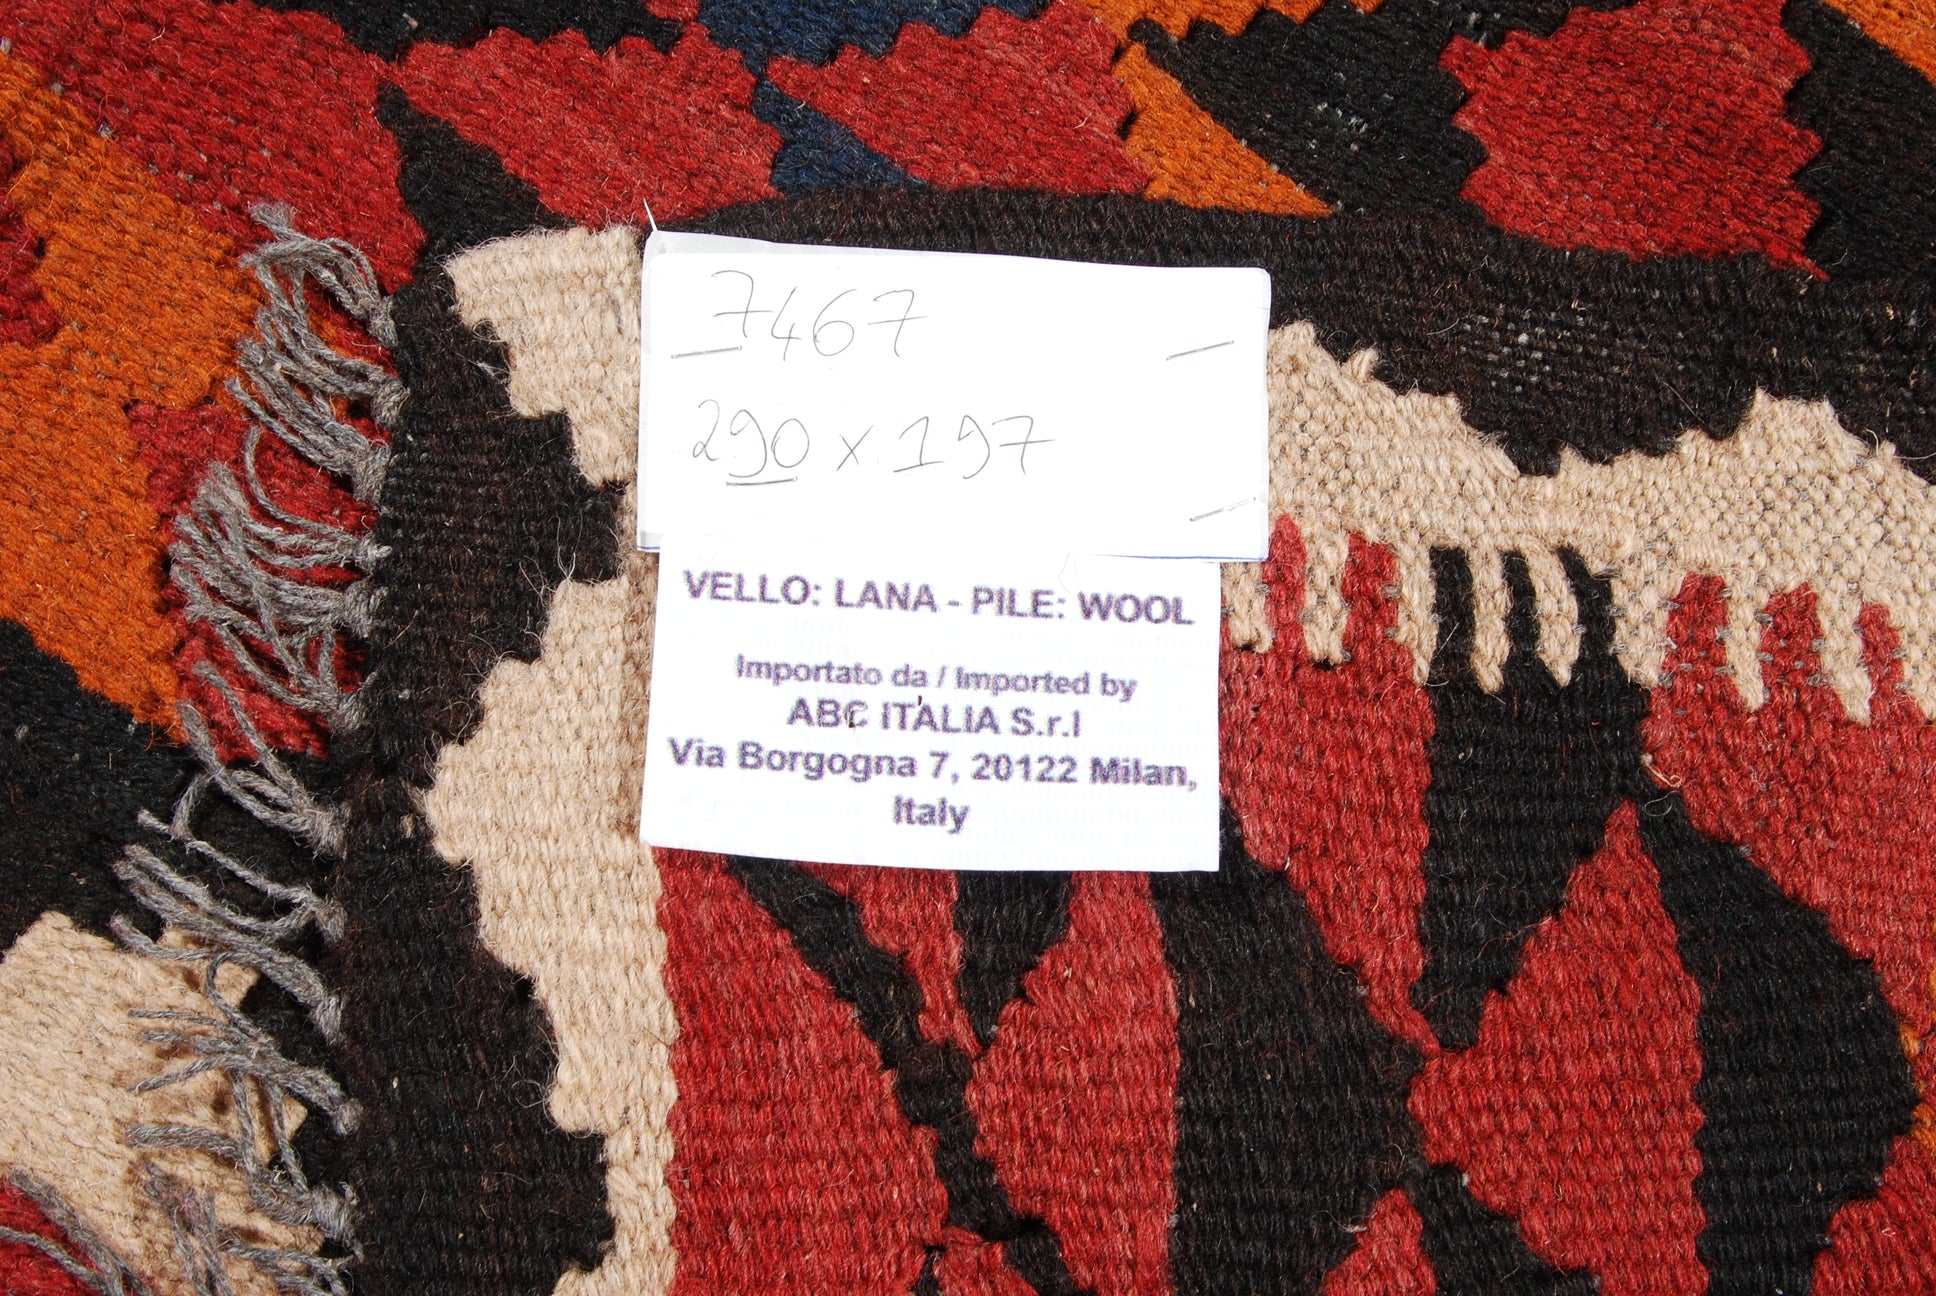 7467
290 x 197
VELLO: LANA - PILE: WOOL
Importato da / Imported by
ABC ITALIA S.r.l
Via Borgogna 7, 20122 Milan,
Italy